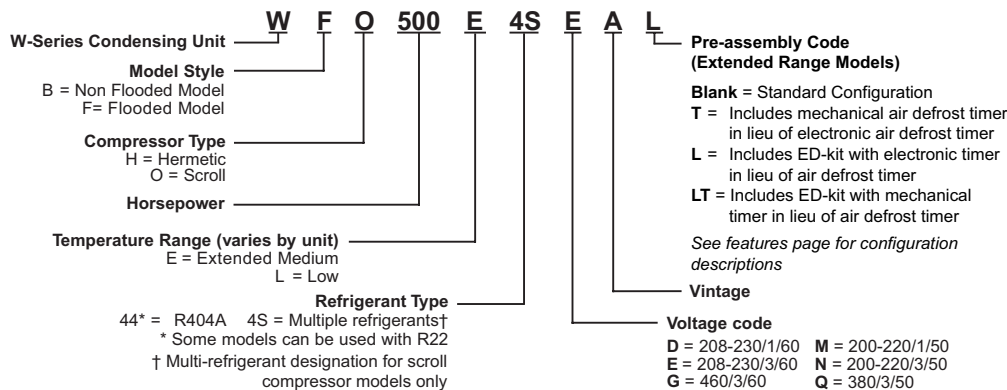 W F O 500 E 4S E A L
W-Series Condensing Unit
Model Style
B = Non Flooded Model
F= Flooded Model
Compressor Type
H = Hermetic
O = Scroll
Horsepower
Temperature Range (varies by unit)
E = Extended Medium
L = Low
Refrigerant Type
44* = R404A 4S = Multiple refrigerants†
* Some models can be used with R22
† Multi-refrigerant designation for scroll
compressor models only
Pre-assembly Code
(Extended Range Models)
Blank = Standard Configuration
T = Includes mechanical air defrost timer
in lieu of electronic air defrost timer
L = Includes ED-kit with electronic timer
in lieu of air defrost timer
LT = Includes ED-kit with mechanical
timer in lieu of air defrost timer
See features page for configuration
descriptions
Vintage
Voltage code
D = 208-230/1/60 M = 200-220/1/50
E = 208-230/3/60 N = 200-220/3/50
G = 460/3/60 Q = 380/3/50